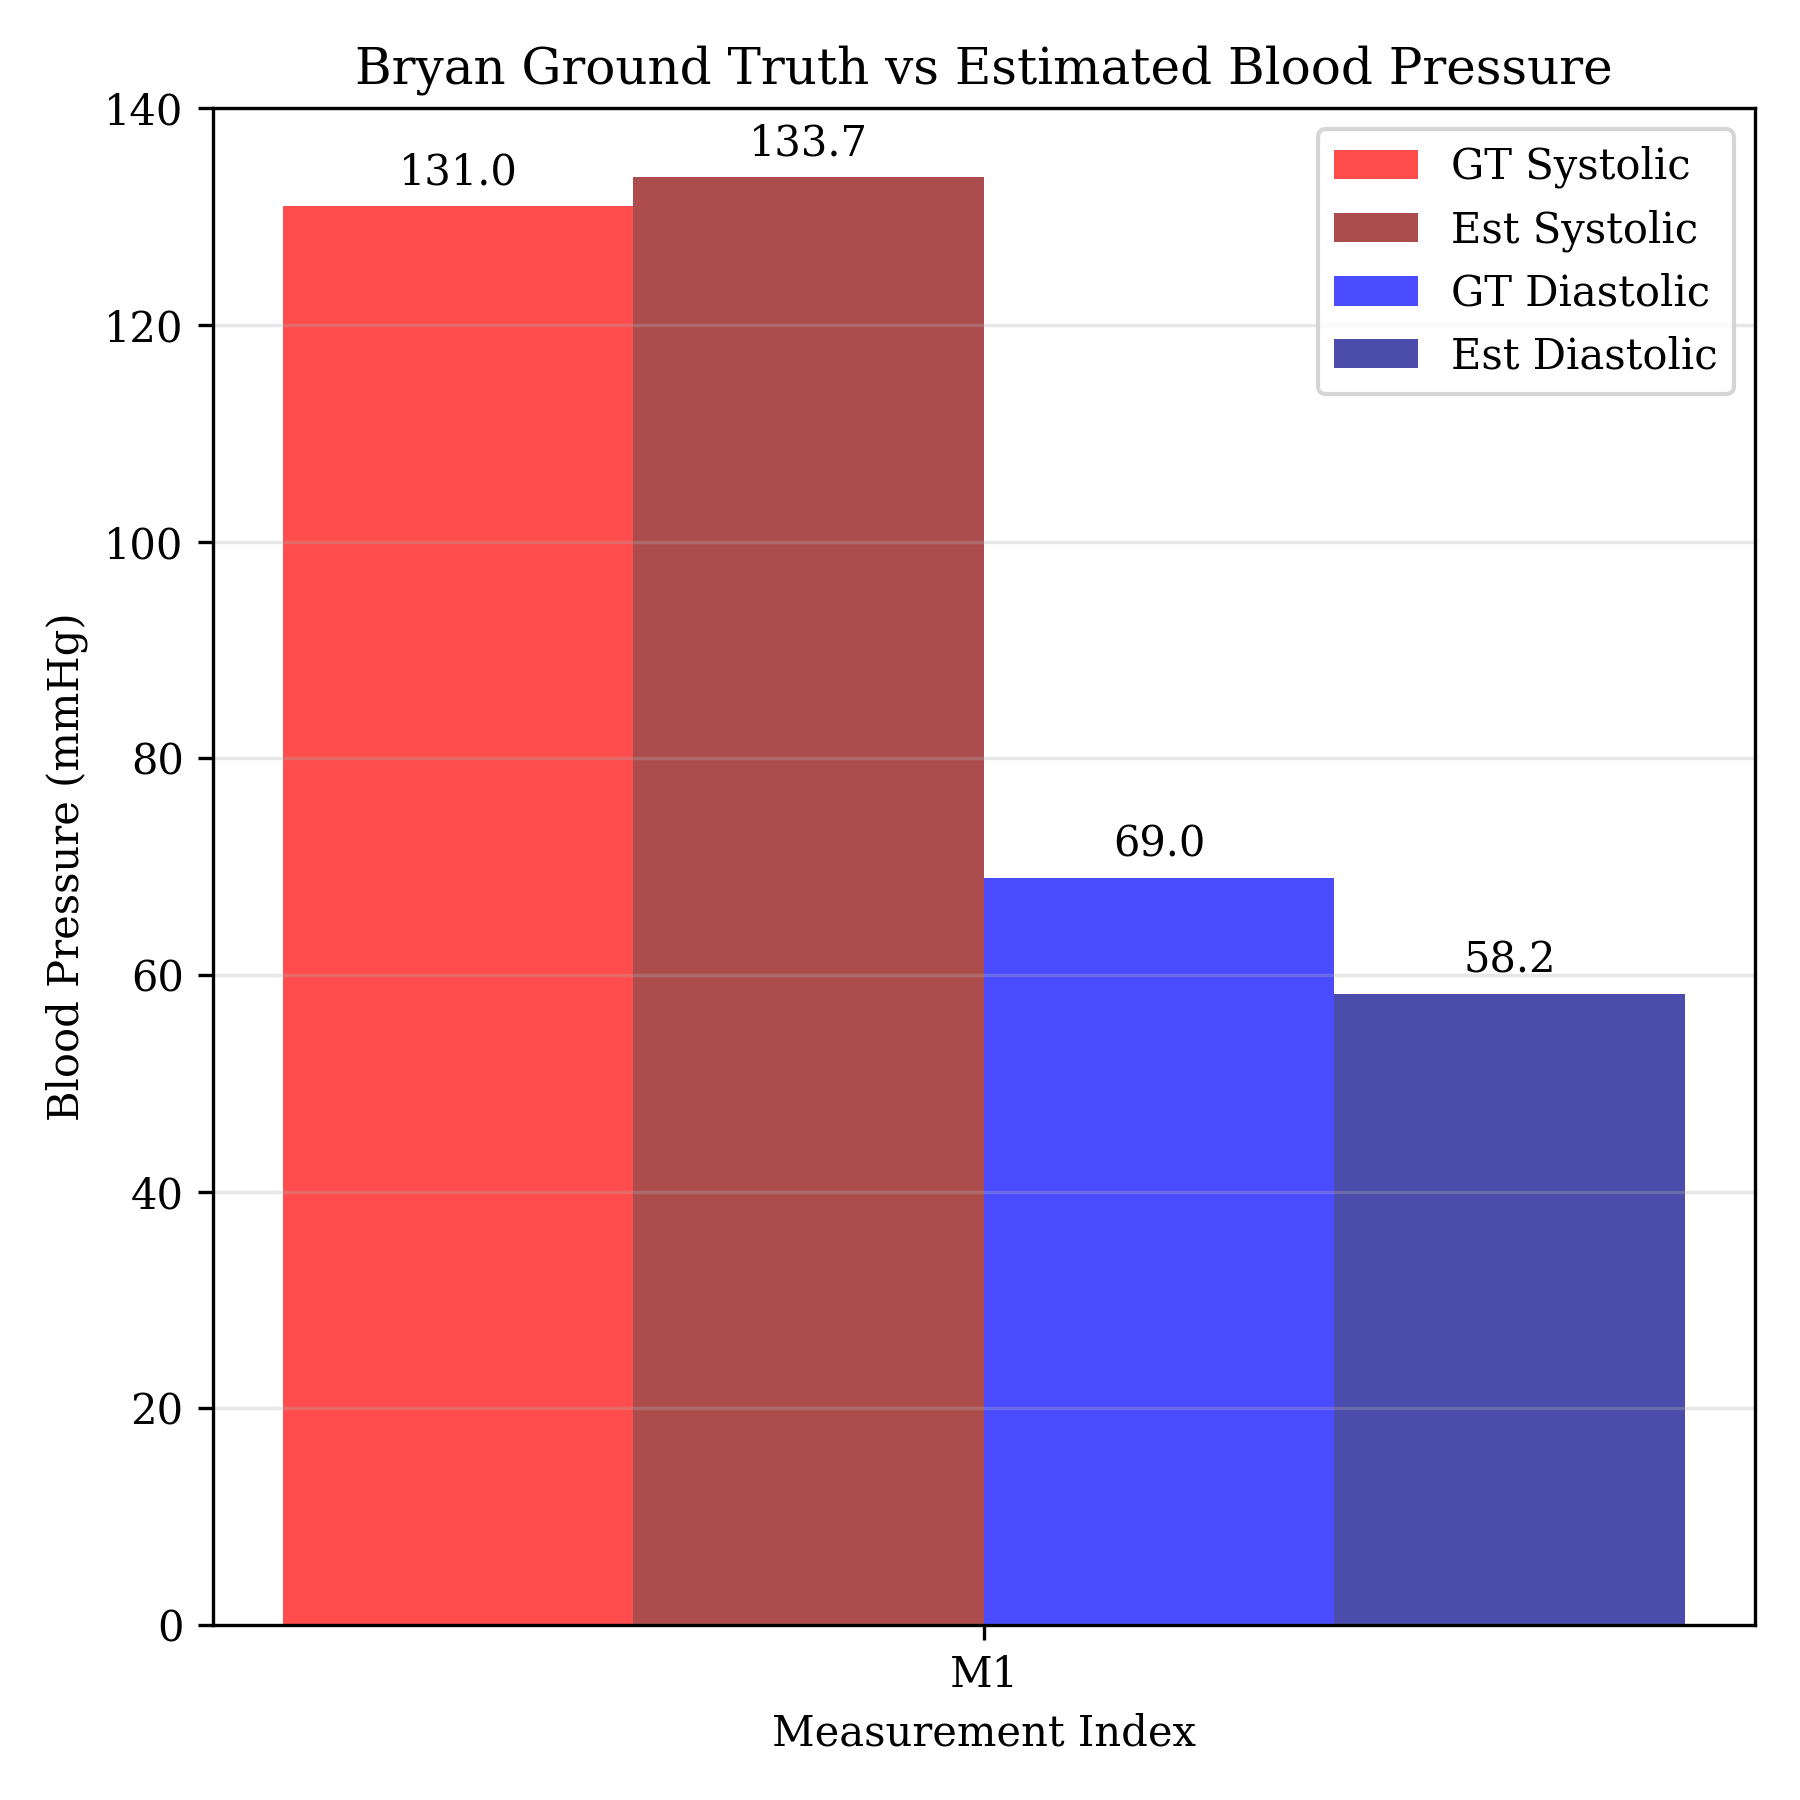 Bryan Ground Truth vs Estimated Blood Pressure
140
120
100
80
60
40
20
0
Blood Pressure (mmHg)
131.0
133.7
69.0
58.2
GT Systolic
Est Systolic
GT Diastolic
Est Diastolic
M1
Measurement Index